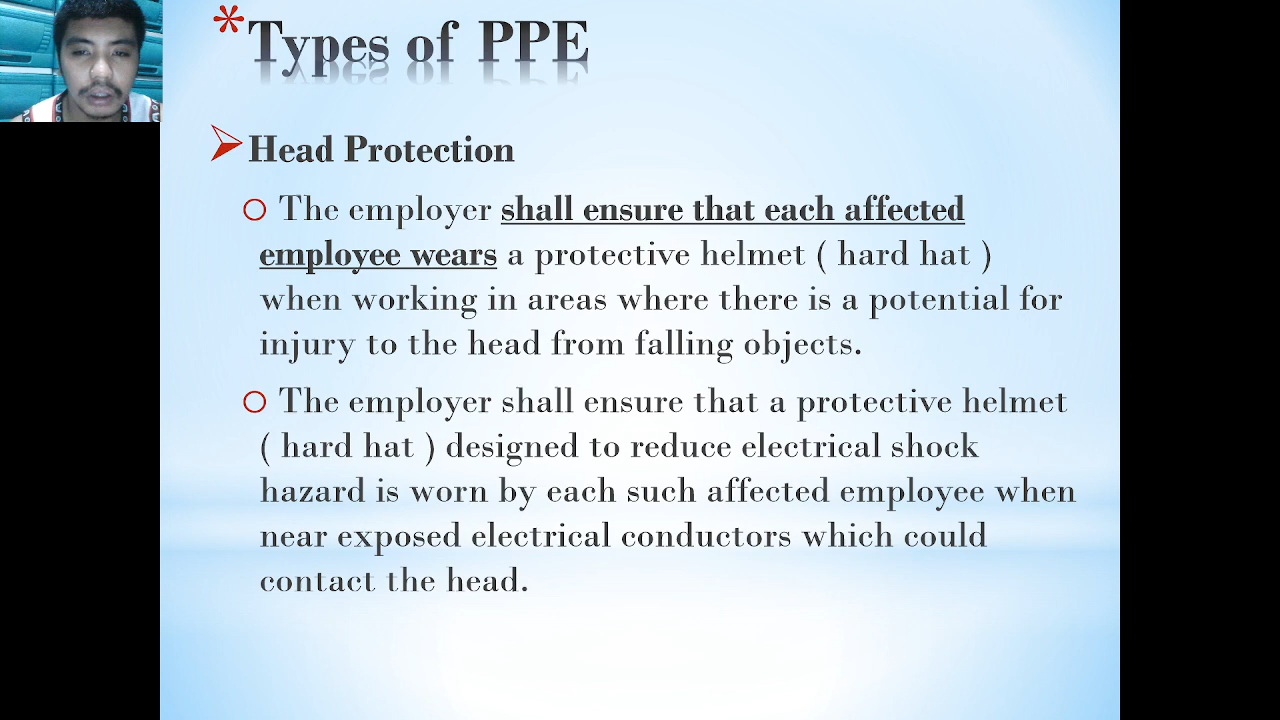 *Types of PPE
Head Protection
The employer shall ensure that each affected
employee wears a protective helmet ( hard hat )
when working in areas where there is a potential for
injury to the head from falling objects.
The employer shall ensure that a protective helmet
( hard hat ) designed to reduce electrical shock
hazard is worn by each such affected employee when
near exposed electrical conductors which could
contact the head.